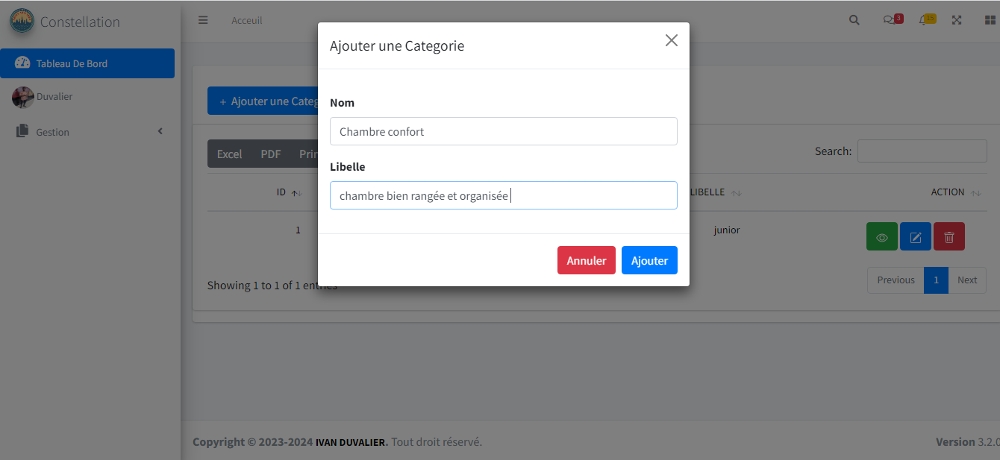 Constellation
Acceuil
3
15
Tableau De Bord
Duvalier
Gestion
Ajouter une Categorie
Nom
Chambre confort
Libelle
chambre bien rangée et organisée
Annuler Ajouter
+ Ajouter une Categ
Excel PDF Prin
Search:
ID LIBELLE ACTION
1 junior
Showing 1 to 1 of 1 entries
Previous 1 Next
Copyright © 2023-2024 IVAN DUVALIER. Tout droit réservé.
Version 3.2.0